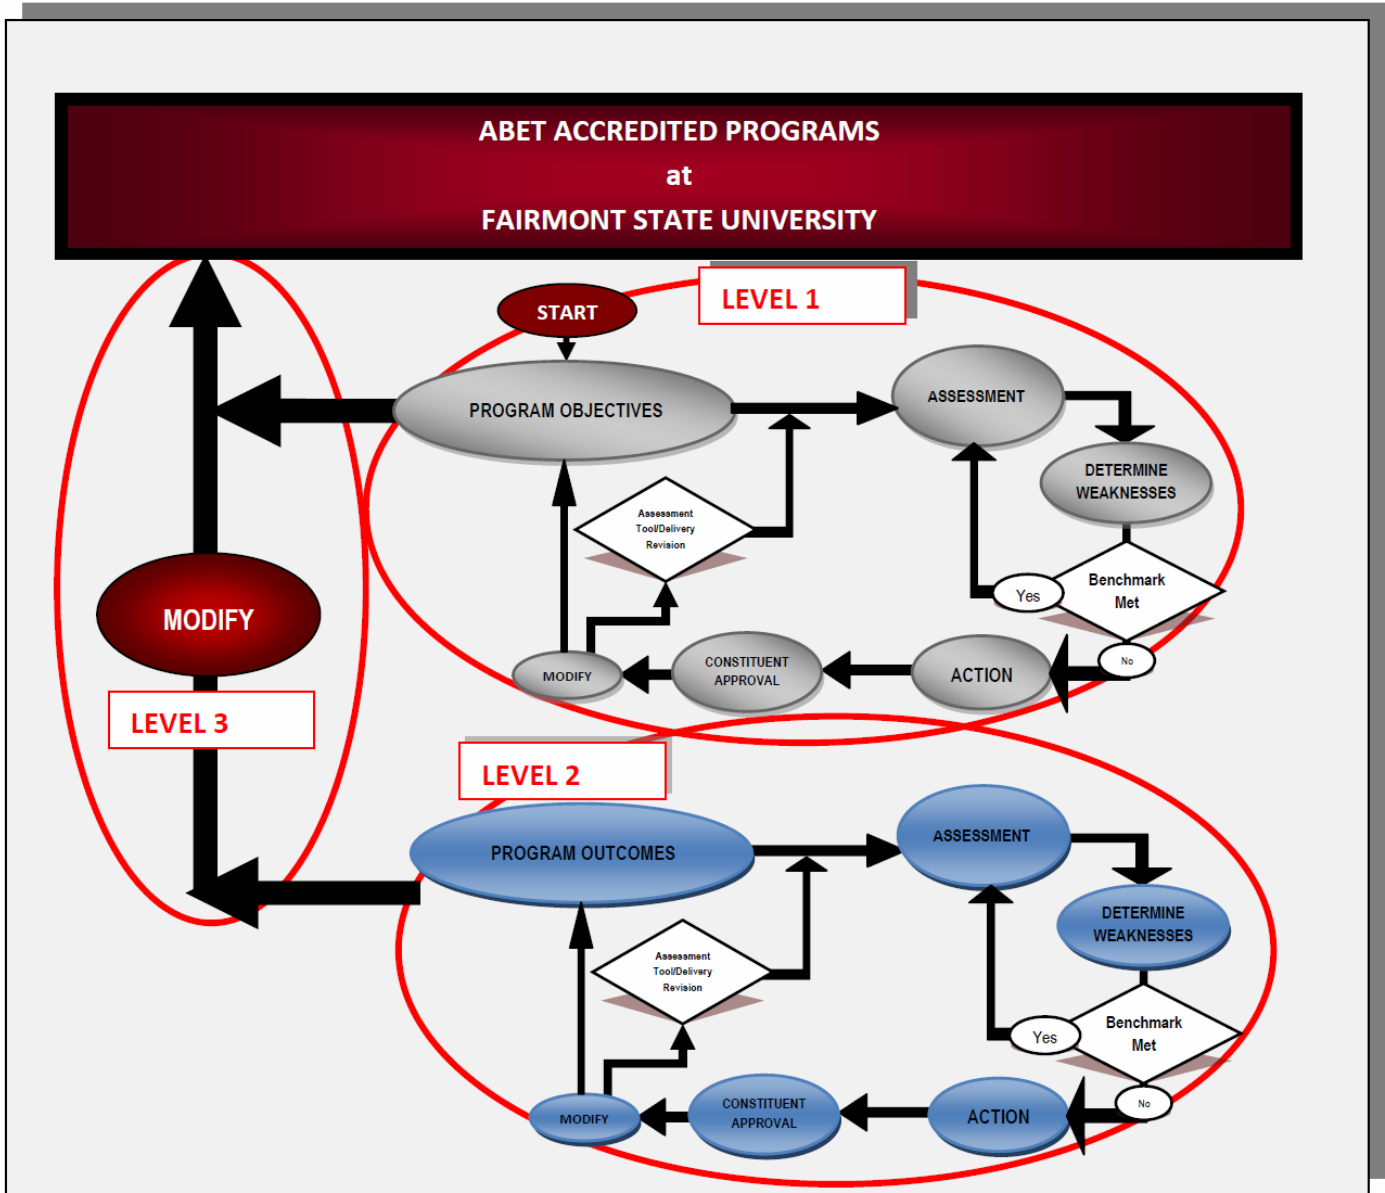 ABET ACCREDITED PROGRAMS
at
FAIRMONT STATE UNIVERSITY
LEVEL 1
START
PROGRAM OBJECTIVES
ASSESSMENT
DETERMINE
WEAKNESSES
Assessment
Tool/Delivery
Revision
Benchmark
Met
Yes
No
MODIFY
CONSTITUENT
APPROVAL
ACTION
MODIFY
LEVEL 3
LEVEL 2
PROGRAM OUTCOMES
ASSESSMENT
DETERMINE
WEAKNESSES
Assessment
Tool/Delivery
Revision
Benchmark
Met
Yes
No
MODIFY
CONSTITUENT
APPROVAL
ACTION